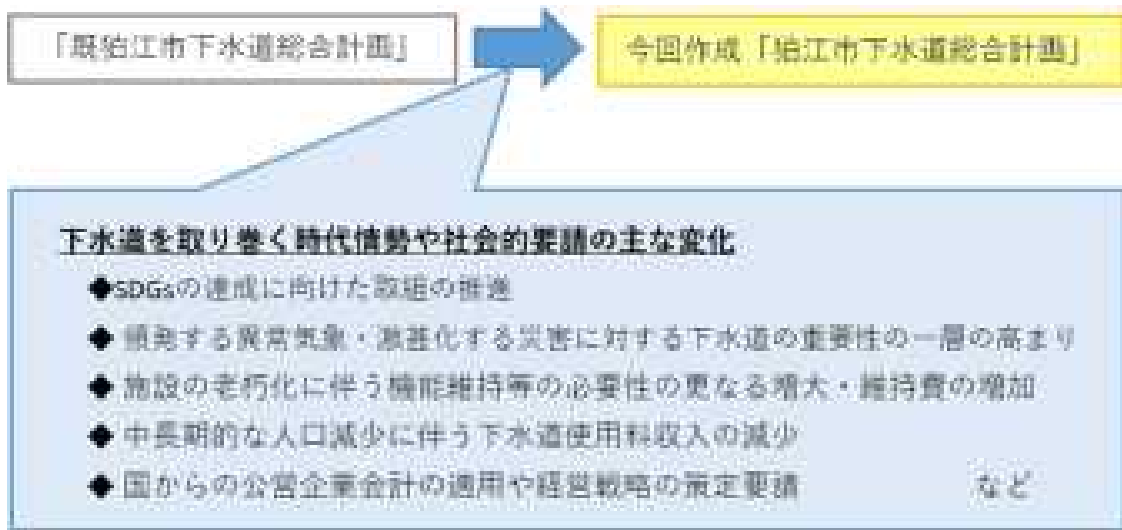 「既狛江市下水道総合計画」
今回作成「狛江市下水道総合計画」
下水道を取り巻く時代情勢や社会的要請の主な変化
◆SDGsの達成に向けた取組の推進
◆ 頻発する異常気象・激甚化する災害に対する下水道の重要性の一層の高まり
◆ 施設の老朽化に伴う機能維持等の必要性の更なる増大・維持費の増加
◆ 中長期的な人口減少に伴う下水道使用料収入の減少
◆ 国からの公営企業会計の適用や経営戦略の策定要請 など